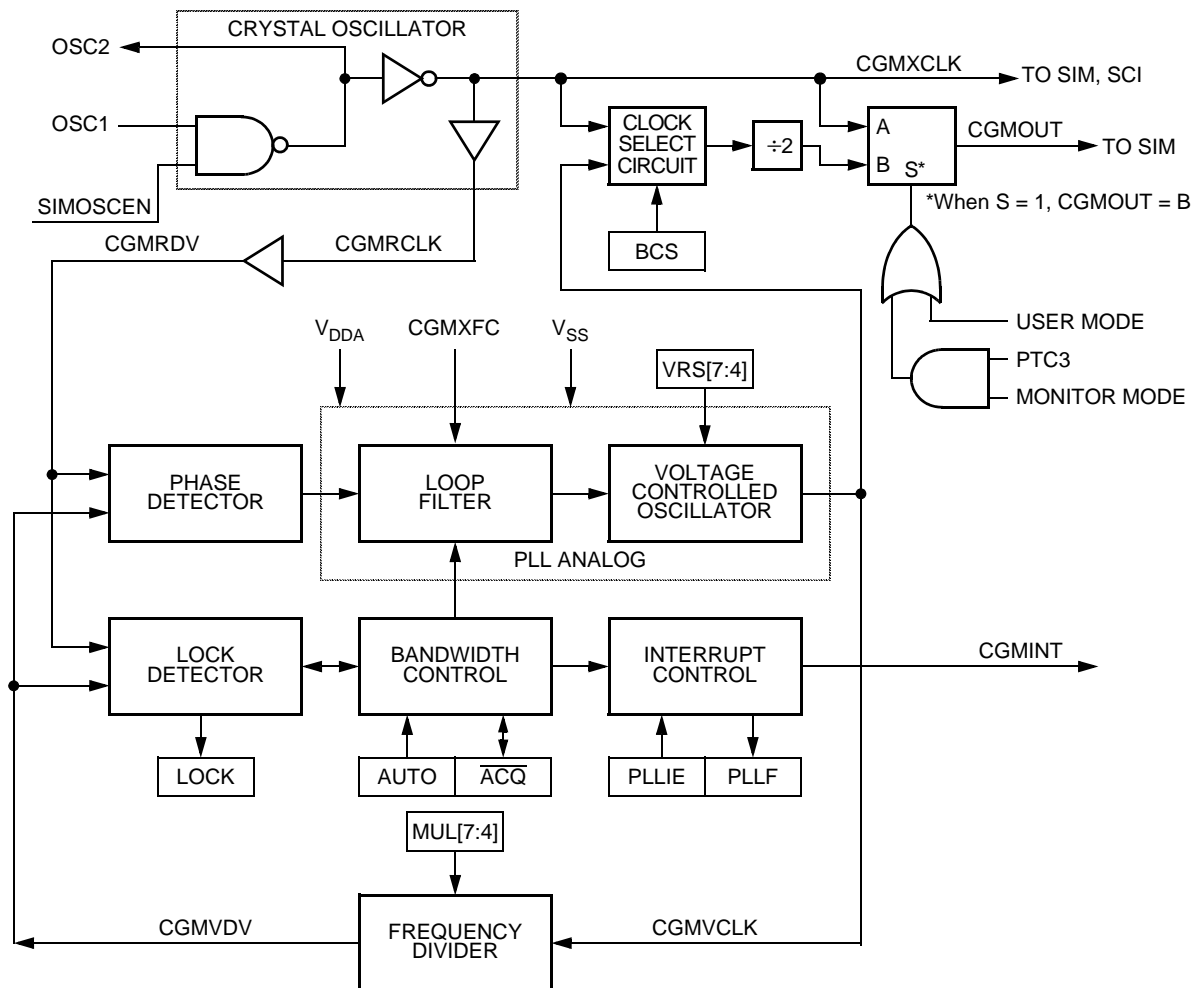 CRYSTAL OSCILLATOR
OSC2
CGMXCLK
TO SIM, SCI
OSC1
CLOCK
SELECT
CIRCUIT
÷2
A
B
S*
CGMOUT
TO SIM
*When S = 1, CGMOUT = B
SIMOSCEN
CGMRDV
CGMRCLK
BCS
USER MODE
PTC3
MONITOR MODE
VDDA
CGMXFC
VSS
VRS[7:4]
PHASE
DETECTOR
LOOP
FILTER
VOLTAGE
CONTROLLED
OSCILLATOR
PLL ANALOG
LOCK
DETECTOR
BANDWIDTH
CONTROL
INTERRUPT
CONTROL
CGMINT
LOCK
AUTO
ACQ
PLLIE
PLLF
MUL[7:4]
CGMVDV
FREQUENCY
DIVIDER
CGMVCLK